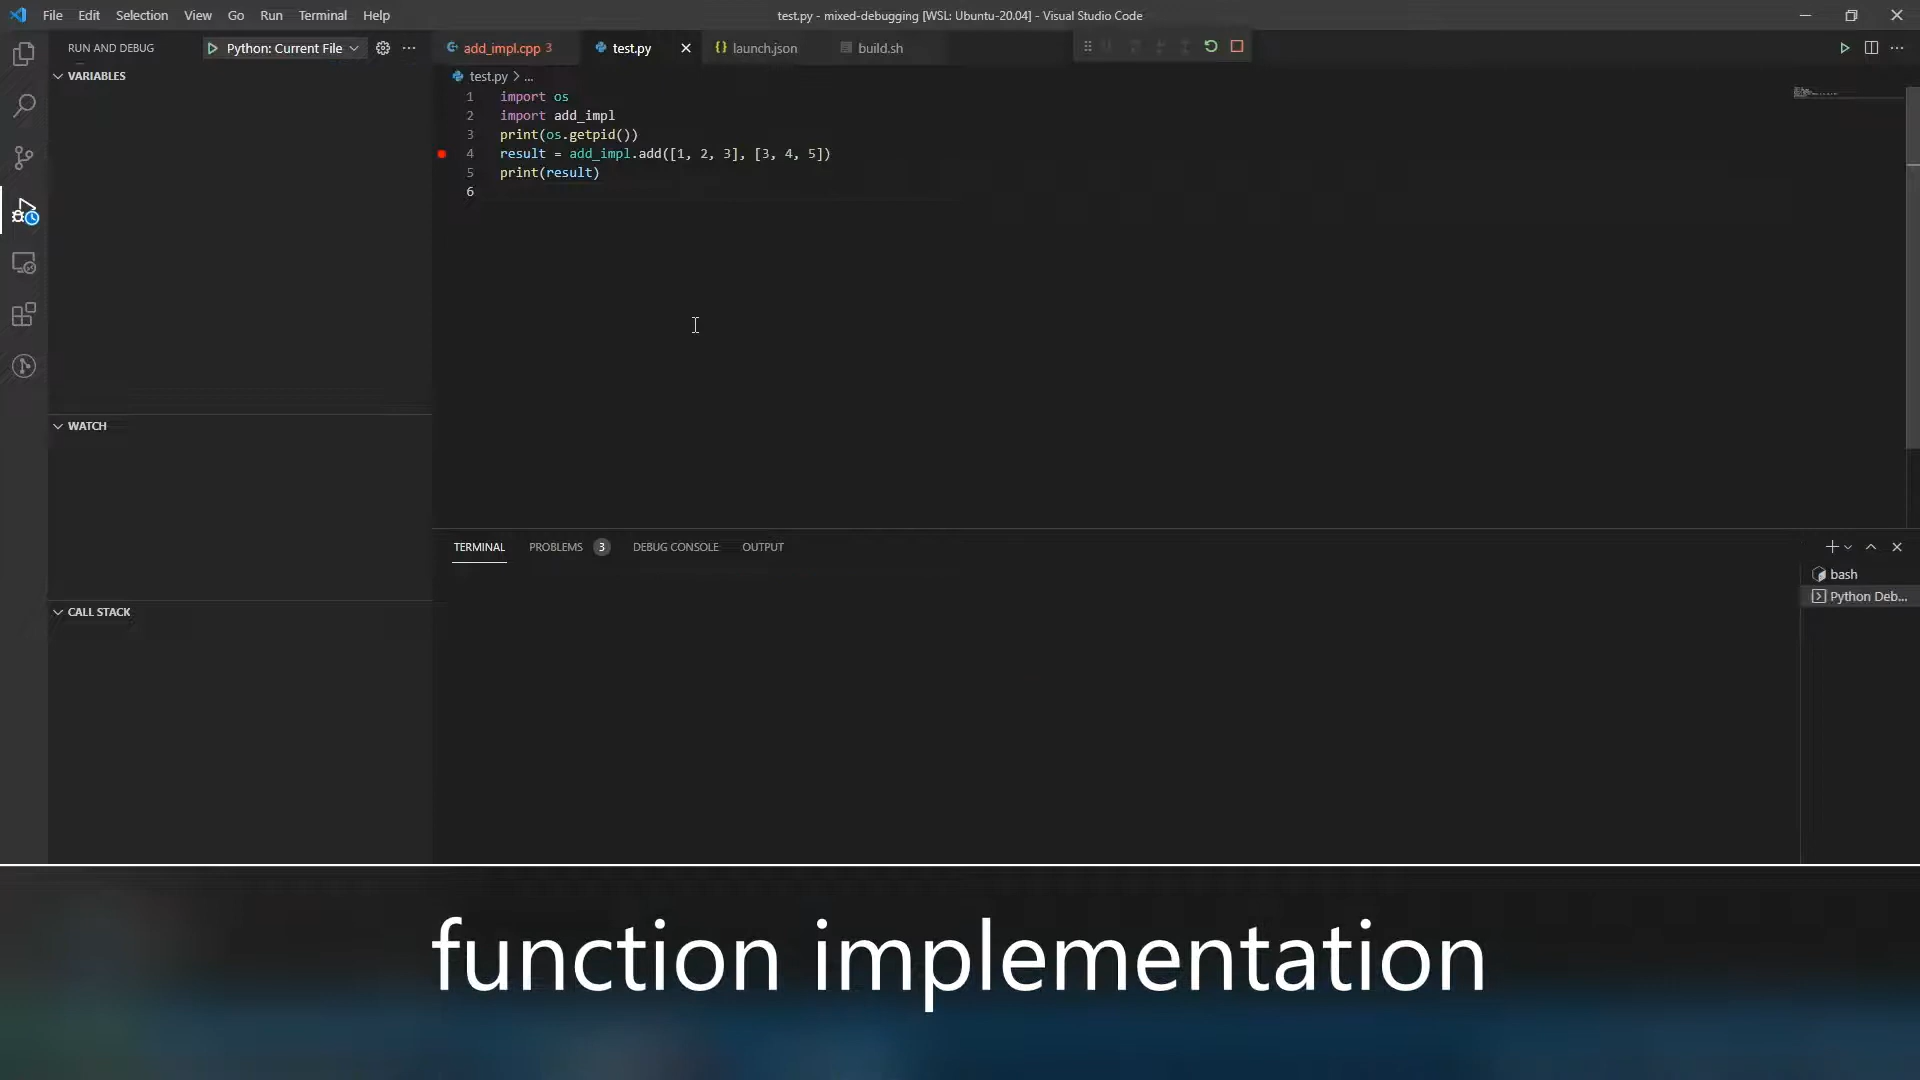 File Edit Selection View Go Run Terminal Help
test.py - mixed-debugging [WSL: Ubuntu-20.04] - Visual Studio Code
RUN AND DEBUG
Python: Current File
add_impl.cpp 3
test.py
launch.json
build.sh
VARIABLES
test.py > ...
1 import os
2 import add_impl
3 print(os.getpid())
4 result = add_impl.add([1, 2, 3], [3, 4, 5])
5 print(result)
6
WATCH
TERMINAL PROBLEMS 3 DEBUG CONSOLE OUTPUT
bash
Python Deb...
CALL STACK
function implementation